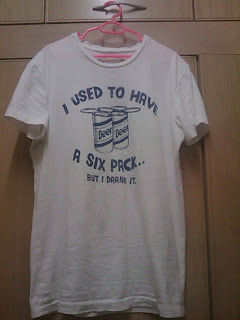 I USED TO HAVE
Beer Beer
A SIX PACK..
BUT I DRANK IT.